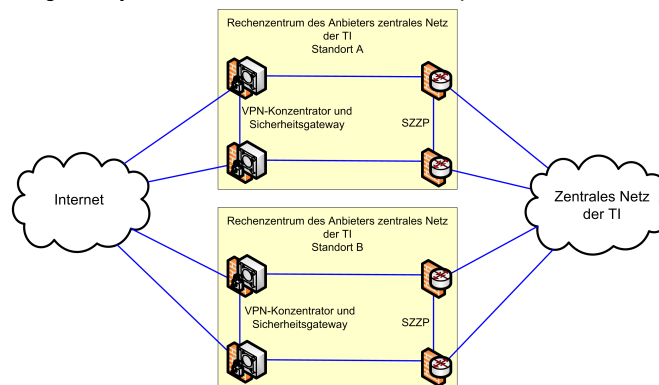 Rechenzentrum des Anbieters zentrales Netz
der TI
Standort A
VPN-Konzentrator und
Sicherheitsgateway
SZZP
Internet
Zentrales Netz
der TI
Rechenzentrum des Anbieters zentrales Netz
der TI
Standort B
VPN-Konzentrator und
Sicherheitsgateway
SZZP